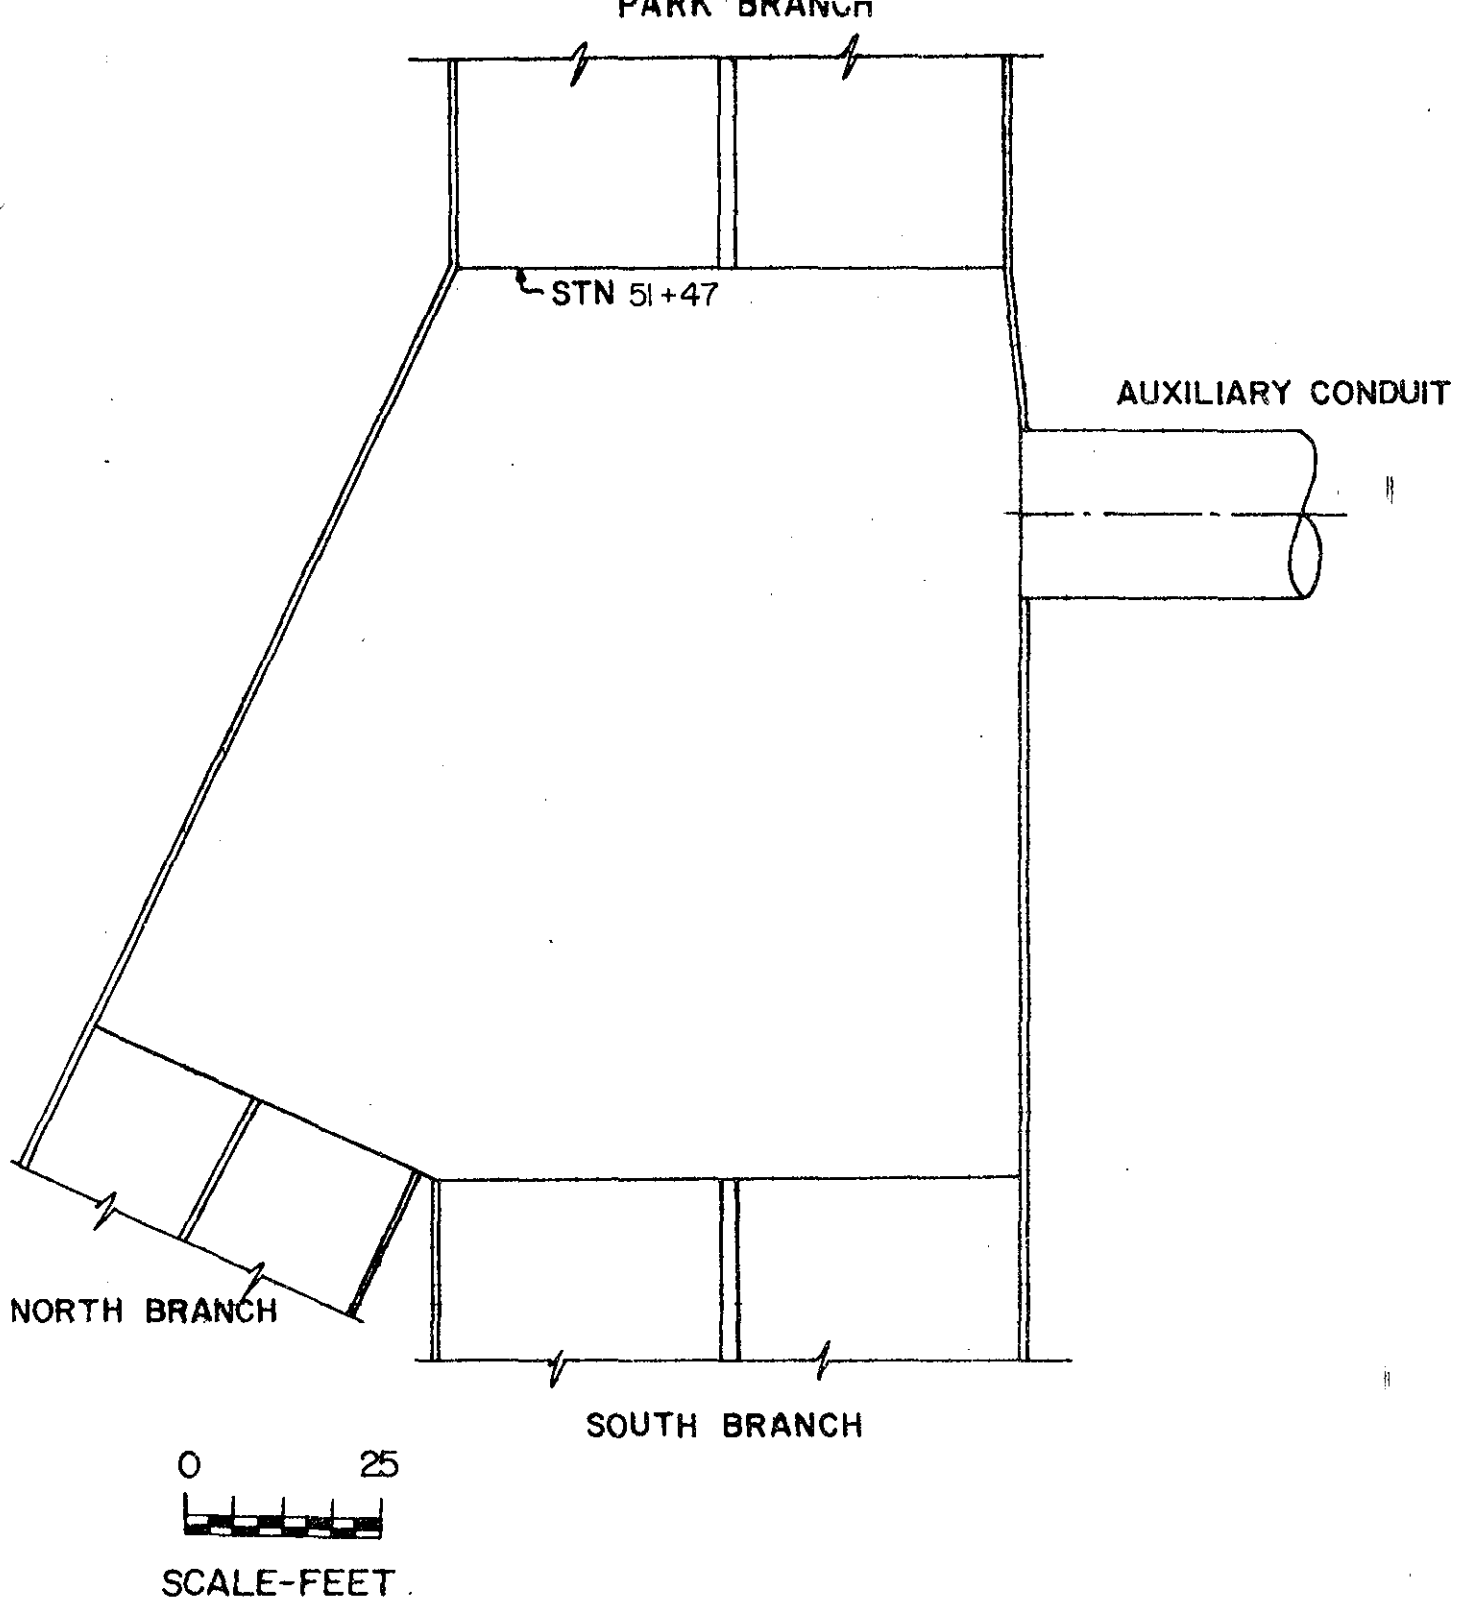 PARK BRANCH
STN 51+47
AUXILIARY CONDUIT
NORTH BRANCH
SOUTH BRANCH
0 25
SCALE-FEET